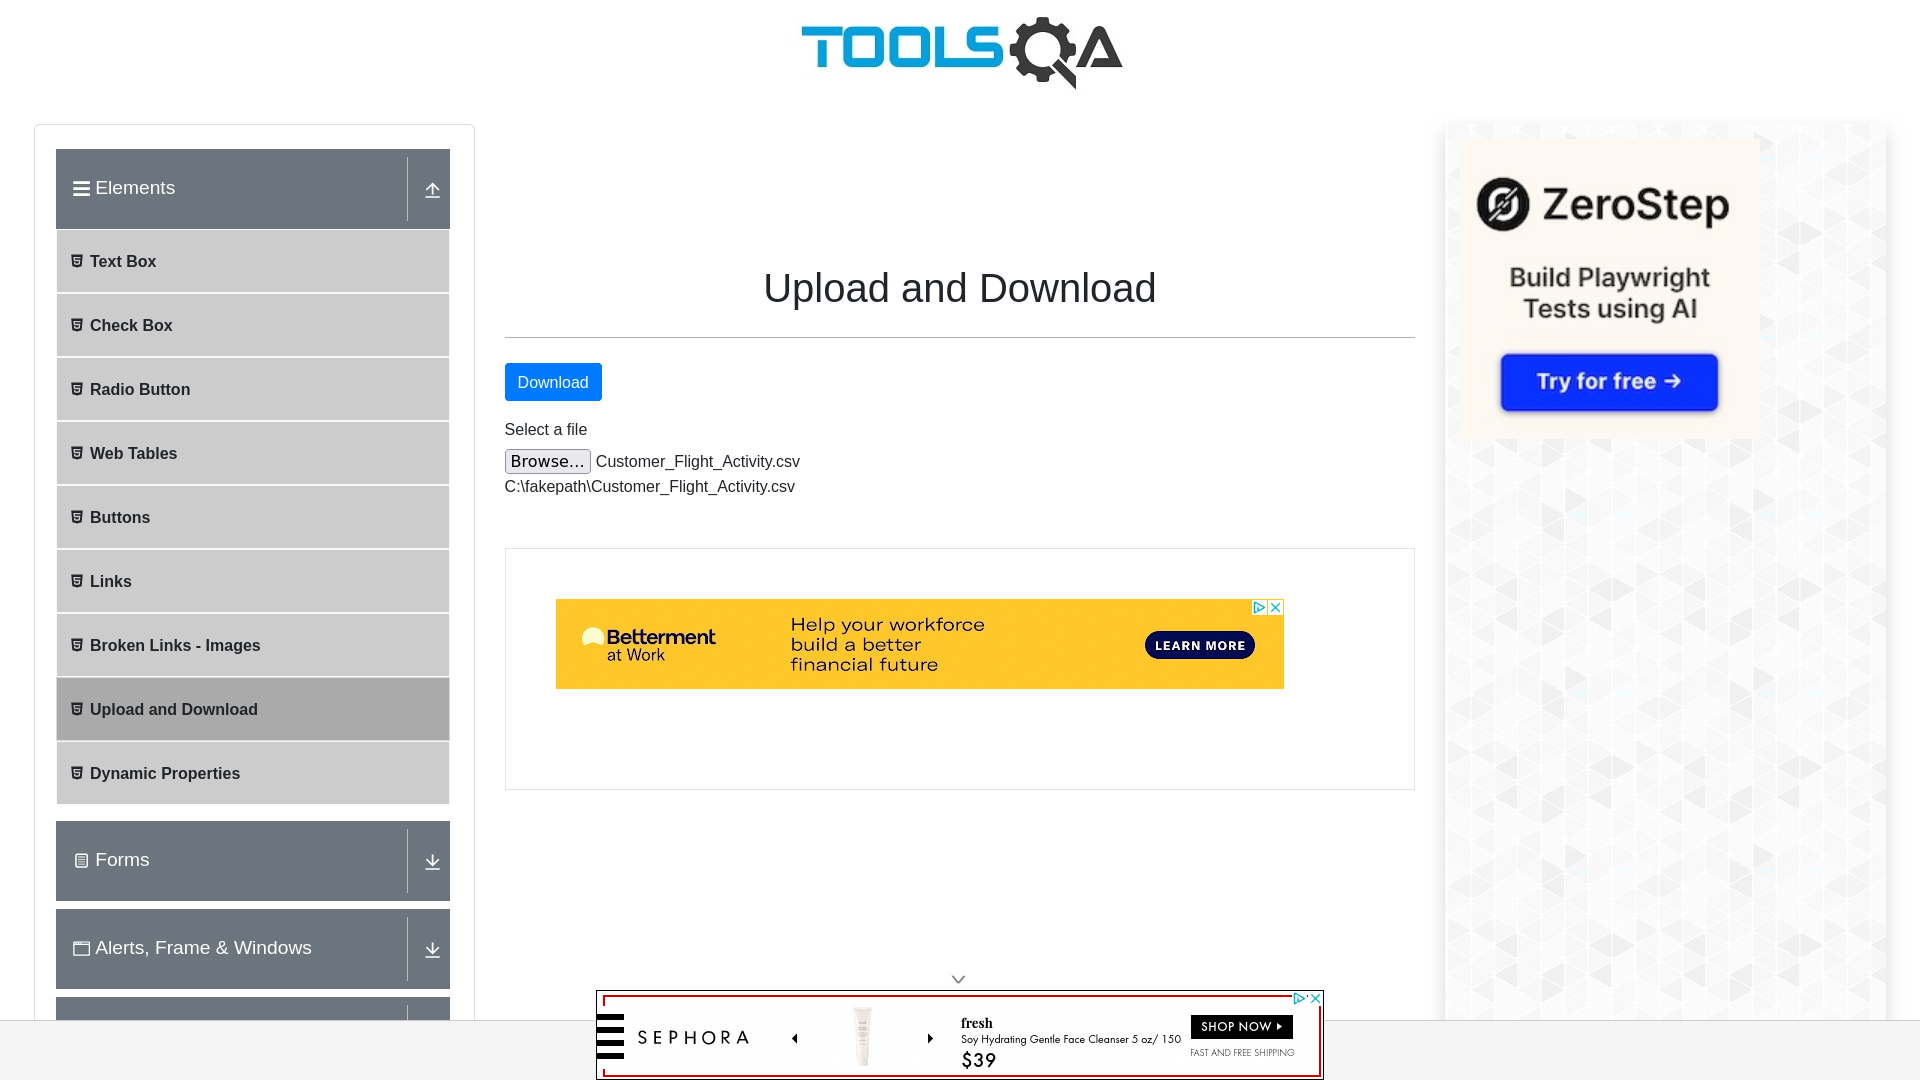 TOOLSQA
Elements
Text Box
Check Box
Radio Button
Web Tables
Buttons
Links
Broken Links - Images
Upload and Download
Dynamic Properties
Forms
Alerts, Frame & Windows
Upload and Download
Download
Select a file
Browse... Customer_Flight_Activity.csv
C:\fakepath\Customer_Flight_Activity.csv
Betterment
at Work
Help your workforce
build a better
financial future
LEARN MORE
ZeroStep
Build Playwright
Tests using AI
Try for free →
SEPHORA
fresh
Soy Hydrating Gentle Face Cleanser 5 oz/ 150
$39
SHOP NOW
FAST AND FREE SHIPPING